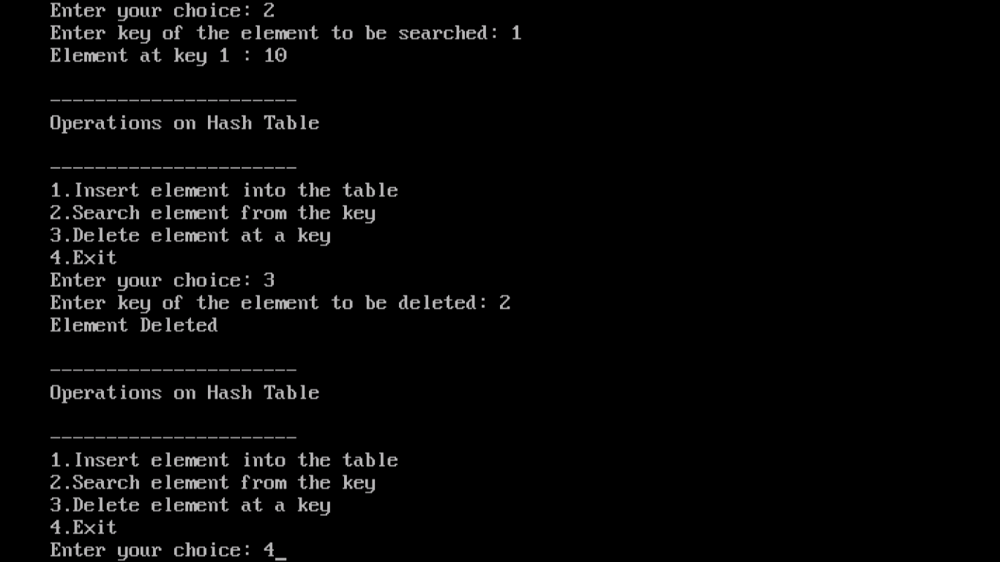 Enter your choice: 2
Enter key of the element to be searched: 1
Element at key 1 : 10
----------------------
Operations on Hash Table
----------------------
1.Insert element into the table
2.Search element from the key
3.Delete element at a key
4.Exit
Enter your choice: 3
Enter key of the element to be deleted: 2
Element Deleted
----------------------
Operations on Hash Table
----------------------
1.Insert element into the table
2.Search element from the key
3.Delete element at a key
4.Exit
Enter your choice: 4_